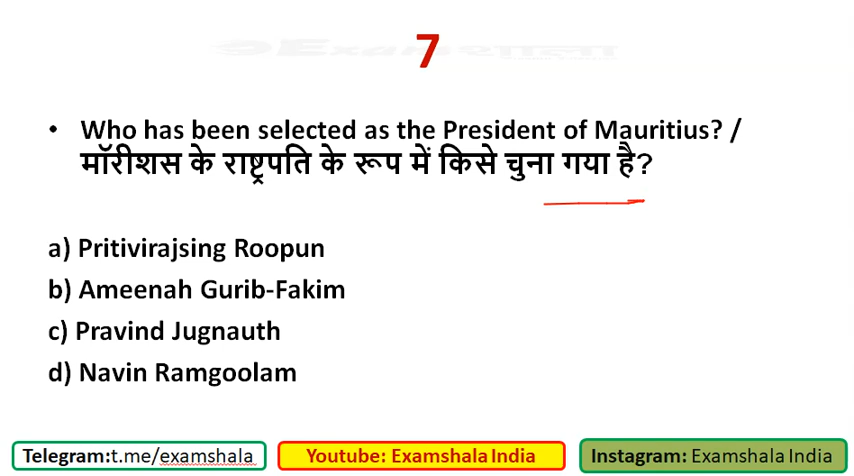 7
• Who has been selected as the President of Mauritius? /
मॉरीशस के राष्ट्रपति के रूप में किसे चुना गया है?
a) Pritivirajsing Roopun
b) Ameenah Gurib-Fakim
c) Pravind Jugnauth
d) Navin Ramgoolam
Telegram:t.me/examshala
Youtube: Examshala India
Instagram: Examshala India